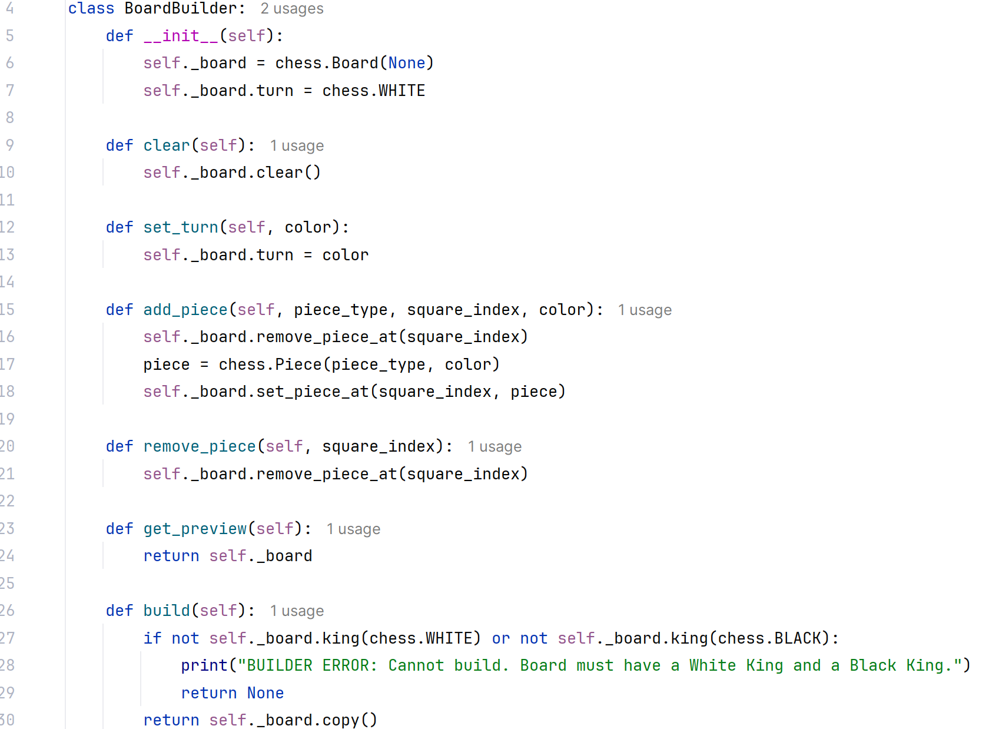 4 class BoardBuilder: 2 usages
5 def __init__(self):
6 self._board = chess.Board(None)
7 self._board.turn = chess.WHITE
8
9 def clear(self): 1 usage
10 self._board.clear()
11
12 def set_turn(self, color):
13 self._board.turn = color
14
15 def add_piece(self, piece_type, square_index, color): 1 usage
16 self._board.remove_piece_at(square_index)
17 piece = chess.Piece(piece_type, color)
18 self._board.set_piece_at(square_index, piece)
19
20 def remove_piece(self, square_index): 1 usage
21 self._board.remove_piece_at(square_index)
22
23 def get_preview(self): 1 usage
24 return self._board
25
26 def build(self): 1 usage
27 if not self._board.king(chess.WHITE) or not self._board.king(chess.BLACK):
28 print("BUILDER ERROR: Cannot build. Board must have a White King and a Black King.")
29 return None
30 return self._board.copy()